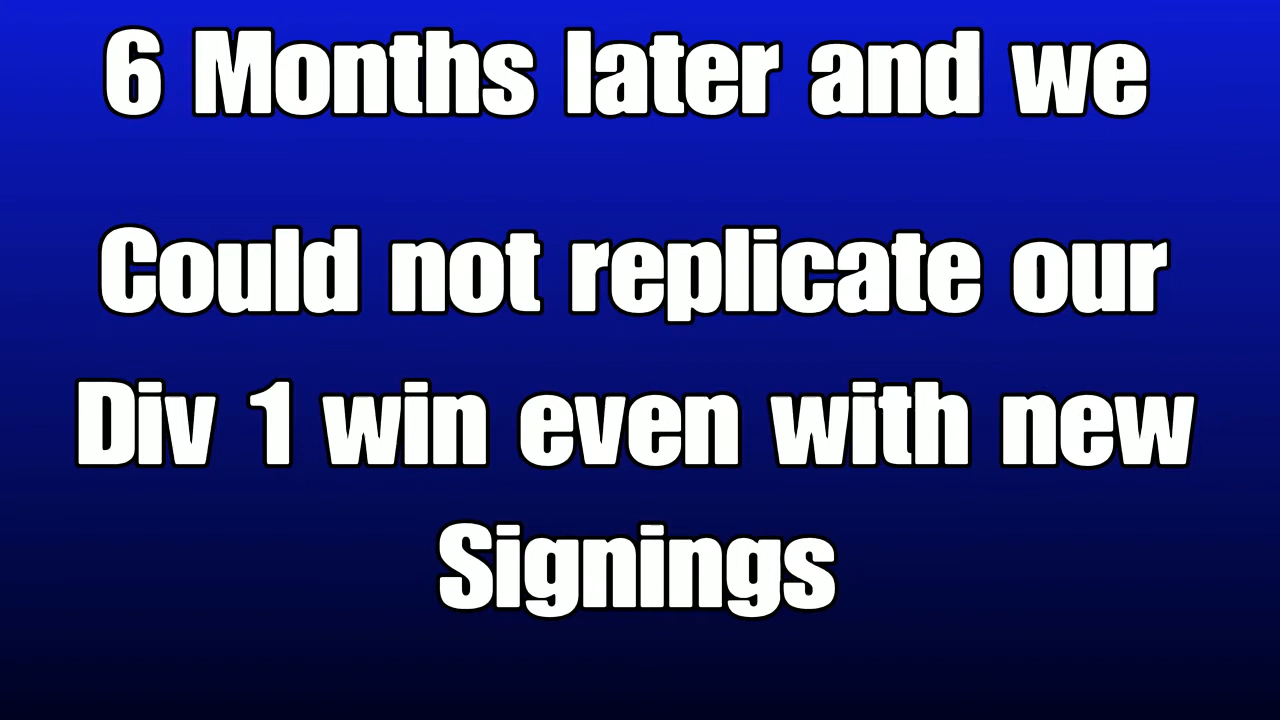 6 Months later and we
Could not replicate our
Div 1 win even with new
Signings